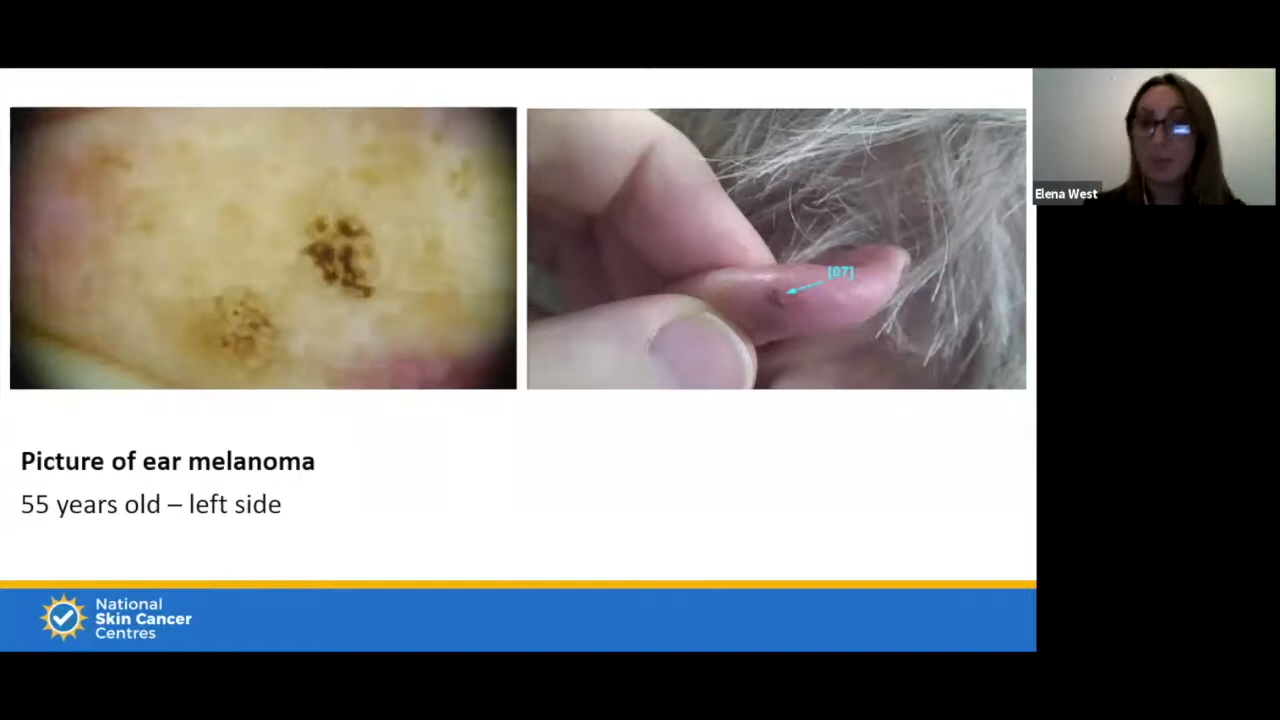 Elena West
[07]
Picture of ear melanoma
55 years old – left side
National
Skin Cancer
Centres